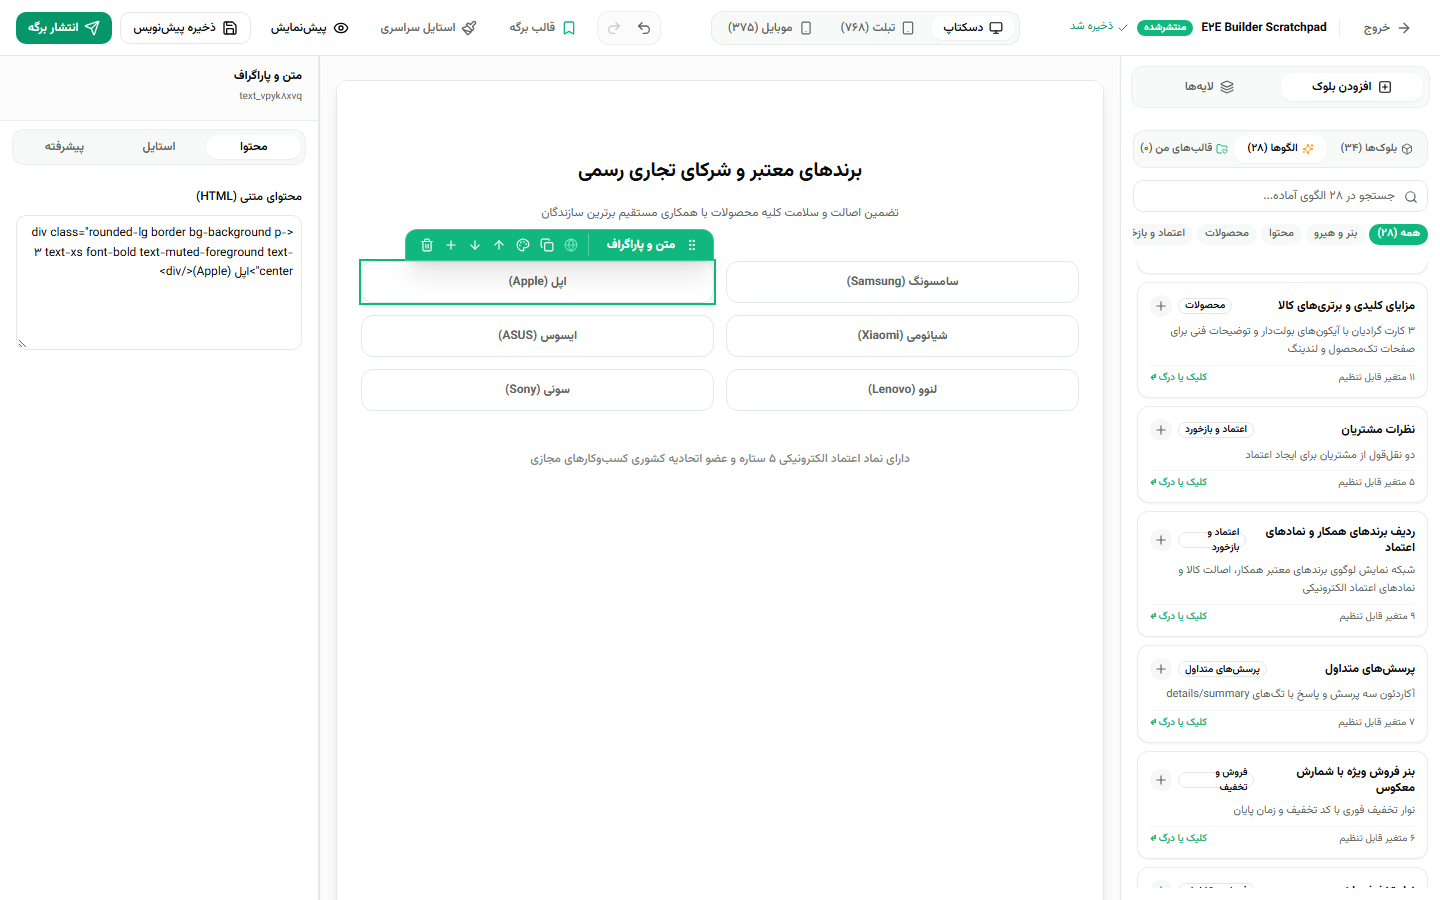 خروج
E۲E Builder Scratchpad
منتشرشده
ذخیره شد
دسکتاپ
تبلت (۷۶۸)
موبایل (۳۷۵)
قالب برگه
استایل سراسری
پیش‌نمایش
ذخیره پیش‌نویس
انتشار برگه
افزودن بلوک
لایه‌ها
بلوک‌ها (۳۴)
الگوها (۲۸)
قالب‌های من (۰)
جستجو در ۲۸ الگوی آماده...
همه (۲۸)
بنر و هیرو
محتوا
محصولات
اعتماد و بازخ
مزایای کلیدی و برتری‌های کالا
محصولات
۳ کارت گرادیان با آیکون‌های بولت‌دار و توضیحات فنی برای
صفحات تک‌محصول و لندینگ
۱۱ متغیر قابل تنظیم
کلیک یا درگ
نظرات مشتریان
اعتماد و بازخورد
دو نقل‌قول از مشتریان برای ایجاد اعتماد
۵ متغیر قابل تنظیم
کلیک یا درگ
ردیف برندهای همکار و نمادهای
اعتماد
اعتماد و
بازخورد
شبکه نمایش لوگوی برندهای معتبر همکار، اصالت کالا و
نمادهای اعتماد الکترونیکی
۹ متغیر قابل تنظیم
کلیک یا درگ
پرسش‌های متداول
پرسش‌های متداول
آکاردئون سه پرسش و پاسخ با تگ‌های details/summary
۷ متغیر قابل تنظیم
کلیک یا درگ
بنر فروش ویژه با شمارش
معکوس
فروش و
تخفیف
نوار تخفیف فوری با کد تخفیف و زمان پایان
۶ متغیر قابل تنظیم
کلیک یا درگ
برندهای معتبر و شرکای تجاری رسمی
تضمین اصالت و سلامت کلیه محصولات با همکاری مستقیم برترین سازندگان
متن و پاراگراف
سامسونگ (Samsung)
اپل (Apple)
شیائومی (Xiaomi)
ایسوس (ASUS)
لنوو (Lenovo)
سونی (Sony)
دارای نماد اعتماد الکترونیکی ۵ ستاره و عضو اتحادیه کشوری کسب‌وکارهای مجازی
متن و پاراگراف
text_vpyk۸xvq
محتوا
استایل
پیشرفته
محتوای متنی (HTML)
<div class="rounded-lg border bg-background p-
۳ text-xs font-bold text-muted-foreground text-
center">اپل (Apple)</div>